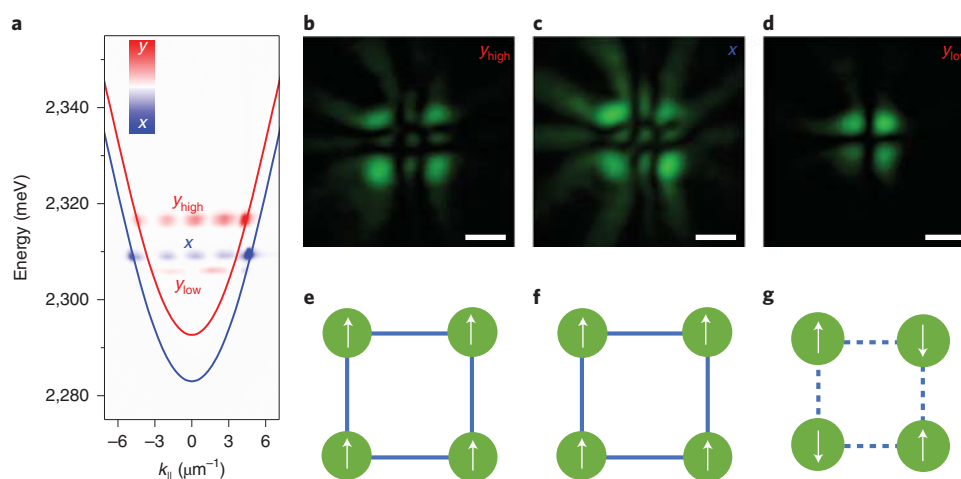 a
b
c
d
y
x
y_high
x
y_low
2,340
2,320
2,300
2,280
Energy (meV)
y_high
x
y_low
−6
−3
0
3
6
k_|| (μm⁻¹)
e
f
g